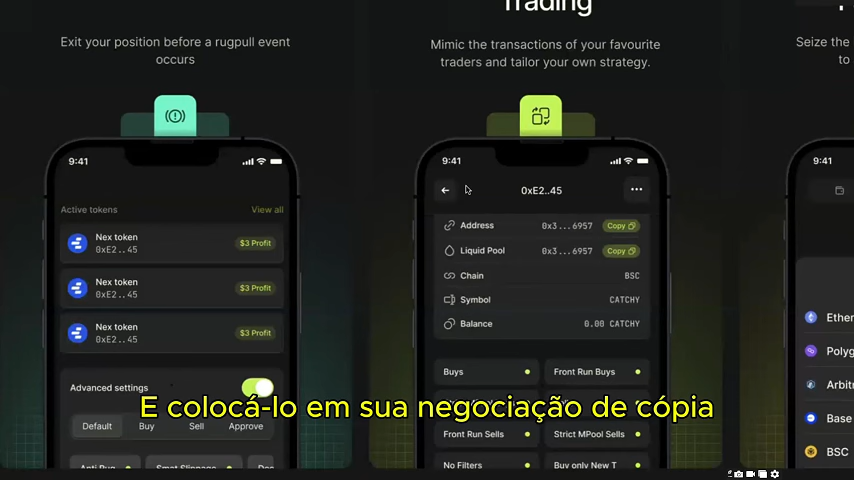 Trading
Exit your position before a rugpull event
occurs
Mimic the transactions of your favourite
traders and tailor your own strategy.
Seize the
to
9:41
Active tokens
View all
Nex token
0xE2..45
$3 Profit
Nex token
0xE2..45
$3 Profit
Nex token
0xE2..45
$3 Profit
Advanced settings
Default
Buy
Sell
Approve
9:41
0xE2..45
Address
0x3...6957
Copy
Liquid Pool
0x3...6957
Copy
Chain
BSC
Symbol
CATCHY
Balance
0.00 CATCHY
Buys
Front Run Buys
Front Run Sells
Strict MPool Sells
No Filters
Buy only New T
9:41
Ether
Polyg
Arbitr
Base
BSC
E colocá-lo em sua negociação de cópia